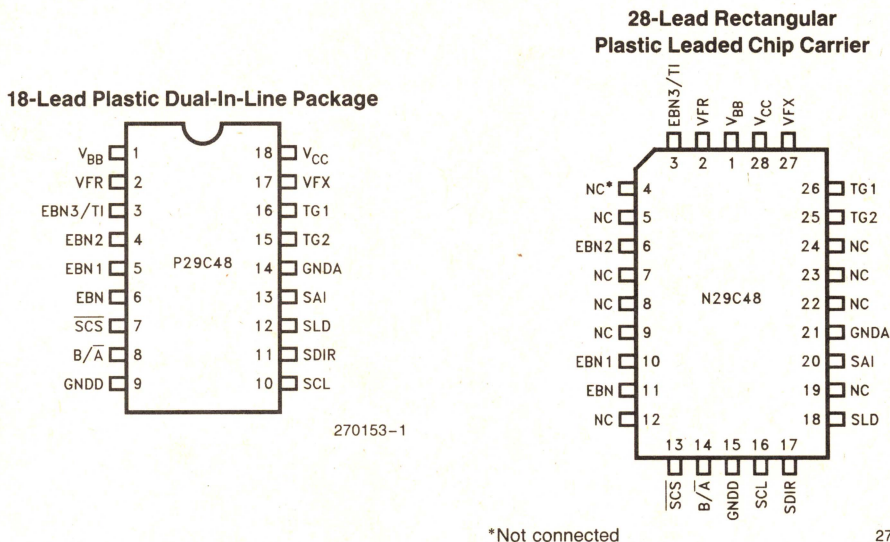 18-Lead Plastic Dual-In-Line Package
VBB 1
VFR 2
EBN3/TI 3
EBN2 4
EBN1 5
EBN 6
SCS 7
B/A 8
GNDD 9
18 VCC
17 VFX
16 TG1
15 TG2
14 GNDA
13 SAI
12 SLD
11 SDIR
10 SCL
P29C48
270153-1
28-Lead Rectangular
Plastic Leaded Chip Carrier
EBN3/TI
VFR
VBB
VCC
VFX
3 2 1 28 27
NC* 4
NC 5
EBN2 6
NC 7
NC 8
NC 9
EBN1 10
EBN 11
NC 12
N29C48
26 TG1
25 TG2
24 NC
23 NC
22 NC
21 GNDA
20 SAI
19 NC
18 SLD
13 14 15 16 17
SCS
B/A
GNDD
SCL
SDIR
*Not connected
27